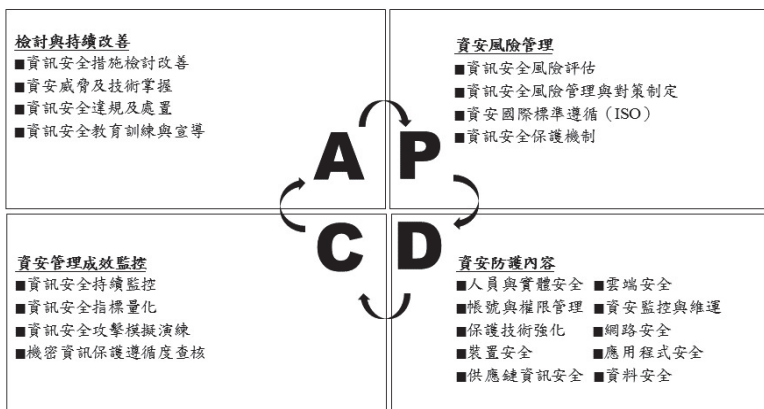 檢討與持續改善
■資訊安全措施檢討改善
■資安威脅及技術掌握
■資訊安全違規及處置
■資訊安全教育訓練與宣導
資安風險管理
■資訊安全風險評估
■資訊安全風險管理與對策制定
■資安國際標準遵循（ISO）
■資訊安全保護機制
A P
C D
資安管理成效監控
■資訊安全持續監控
■資訊安全指標量化
■資訊安全攻擊模擬演練
■機密資訊保護遵循度查核
資安防護內容
■人員與實體安全 ■雲端安全
■帳號與權限管理 ■資安監控與維運
■保護技術強化 ■網路安全
■裝置安全 ■應用程式安全
■供應鏈資訊安全 ■資料安全